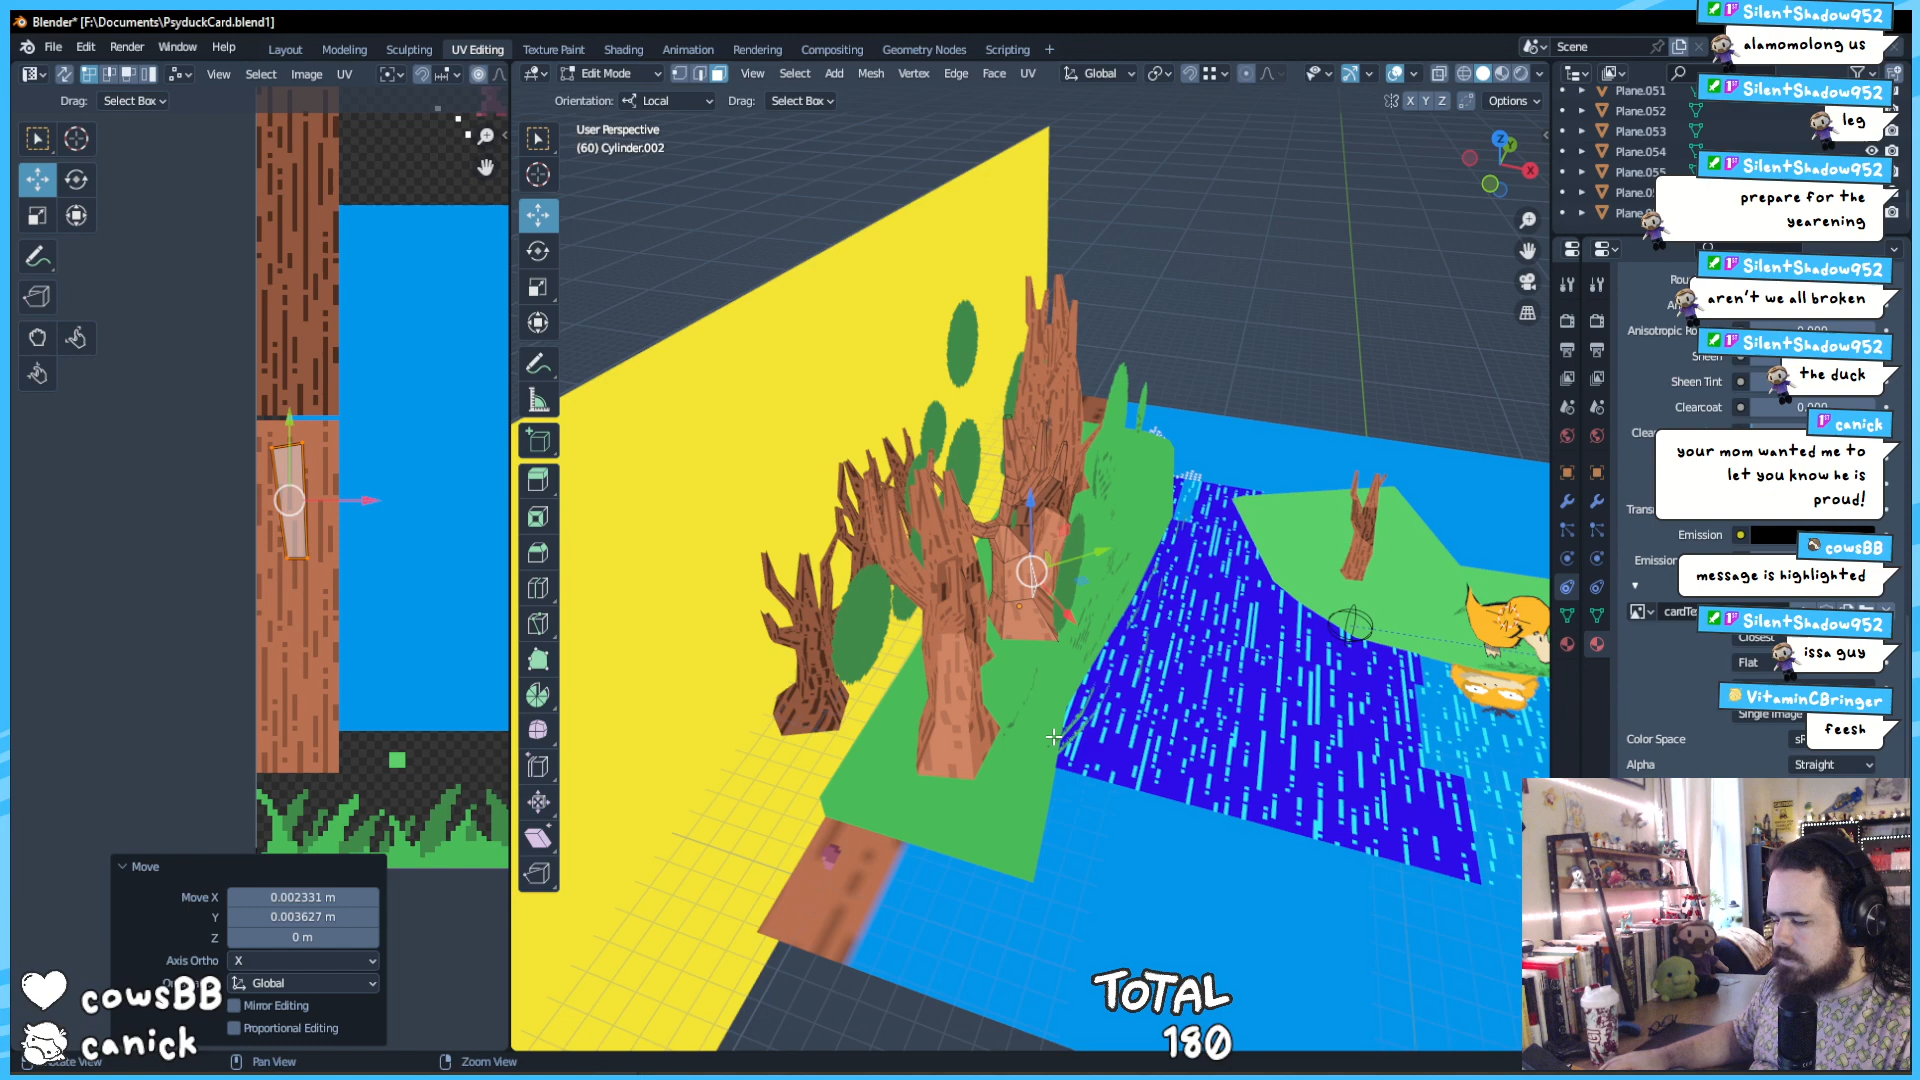 Blender* [F:\Documents\PsyduckCard.blend1]
File Edit Render Window Help
Layout Modeling Sculpting UV Editing Texture Paint Shading Animation Rendering Compositing Geometry Nodes Scripting +
Scene
View Select Image UV
Edit Mode View Select Add Mesh Vertex Edge Face UV Global
Drag: Select Box
Orientation: Local Drag: Select Box
X Y Z Options
User Perspective
(60) Cylinder.002
Z
Y
X
Plane.051
Plane.052
Plane.053
Plane.054
Plane.055
Plane
SilentShadow952
alamomolong us
SilentShadow952
leg
SilentShadow952
prepare for the
yearening
SilentShadow952
aren't we all broken
SilentShadow952
the duck
canick
your mom wanted me to
let you know he is
proud!
cowsBB
message is highlighted
SilentShadow952
issa guy
VitaminCBringer
feesh
Anisotropic Ro
Sheen
Sheen Tint
Clearcoat 0.000
Emission
Emission
Closest
Flat
Single Image
Color Space
Alpha Straight
Move
Move X 0.002331 m
Y 0.003627 m
Z 0 m
Axis Ortho X
Global
Mirror Editing
Proportional Editing
cowsBB
canick
TOTAL
180
Pan View Zoom View